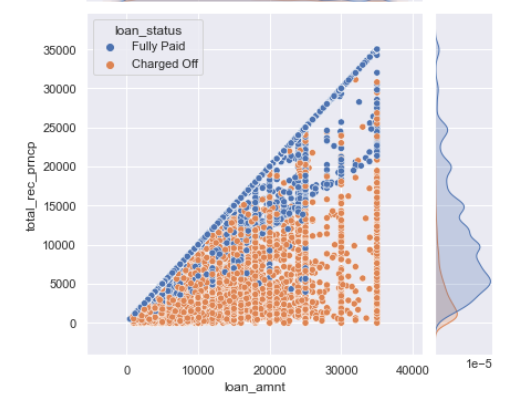 loan_status
Fully Paid
Charged Off
35000
30000
25000
20000
15000
10000
5000
0
total_rec_prncp
0
10000
20000
30000
40000
1e−5
loan_amnt